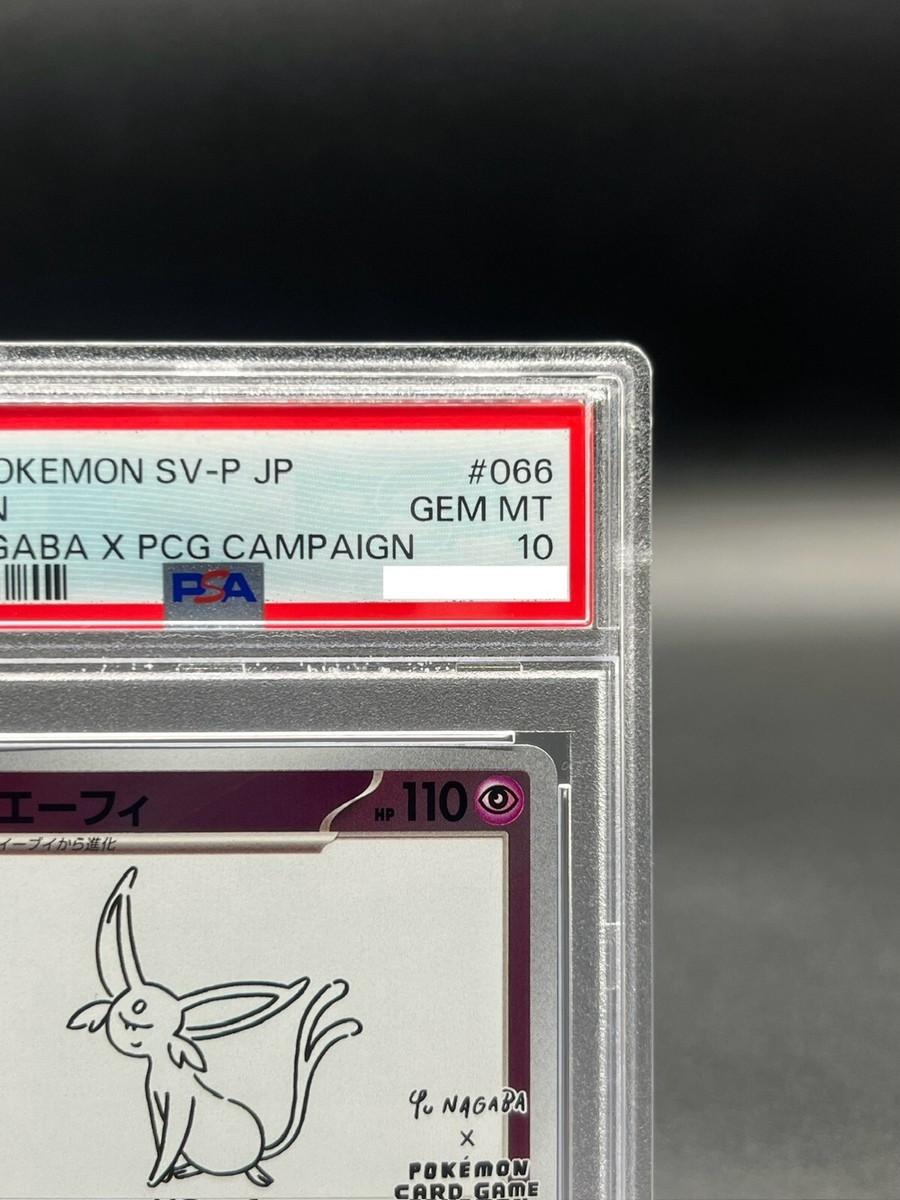 OKEMON SV-P JP #066
N GEM MT
GABA X PCG CAMPAIGN 10
PSA
エーフィ HP 110
イーブイから進化
Yu NAGABA
X
POKÉMON
CARD GAME